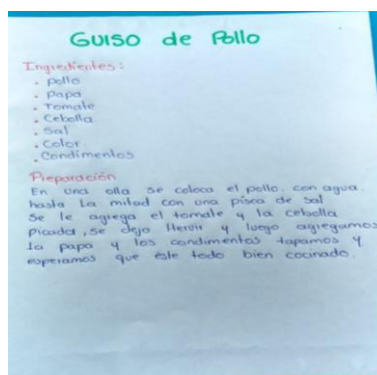 GUISO de Pollo
Ingredientes:
. Pollo
. Papa
. Tomate
. Cebolla
. Sal
. Color
. Condimentos
Preparación
En una olla se coloca el pollo. con agua.
hasta La mitad con una pisca de sal
Se le agrega el tomate y la cebolla
picada, se deja Hervir y luego agregamos
la papa y los condimentos tapamos y
esperamos que este todo bien cocinado.